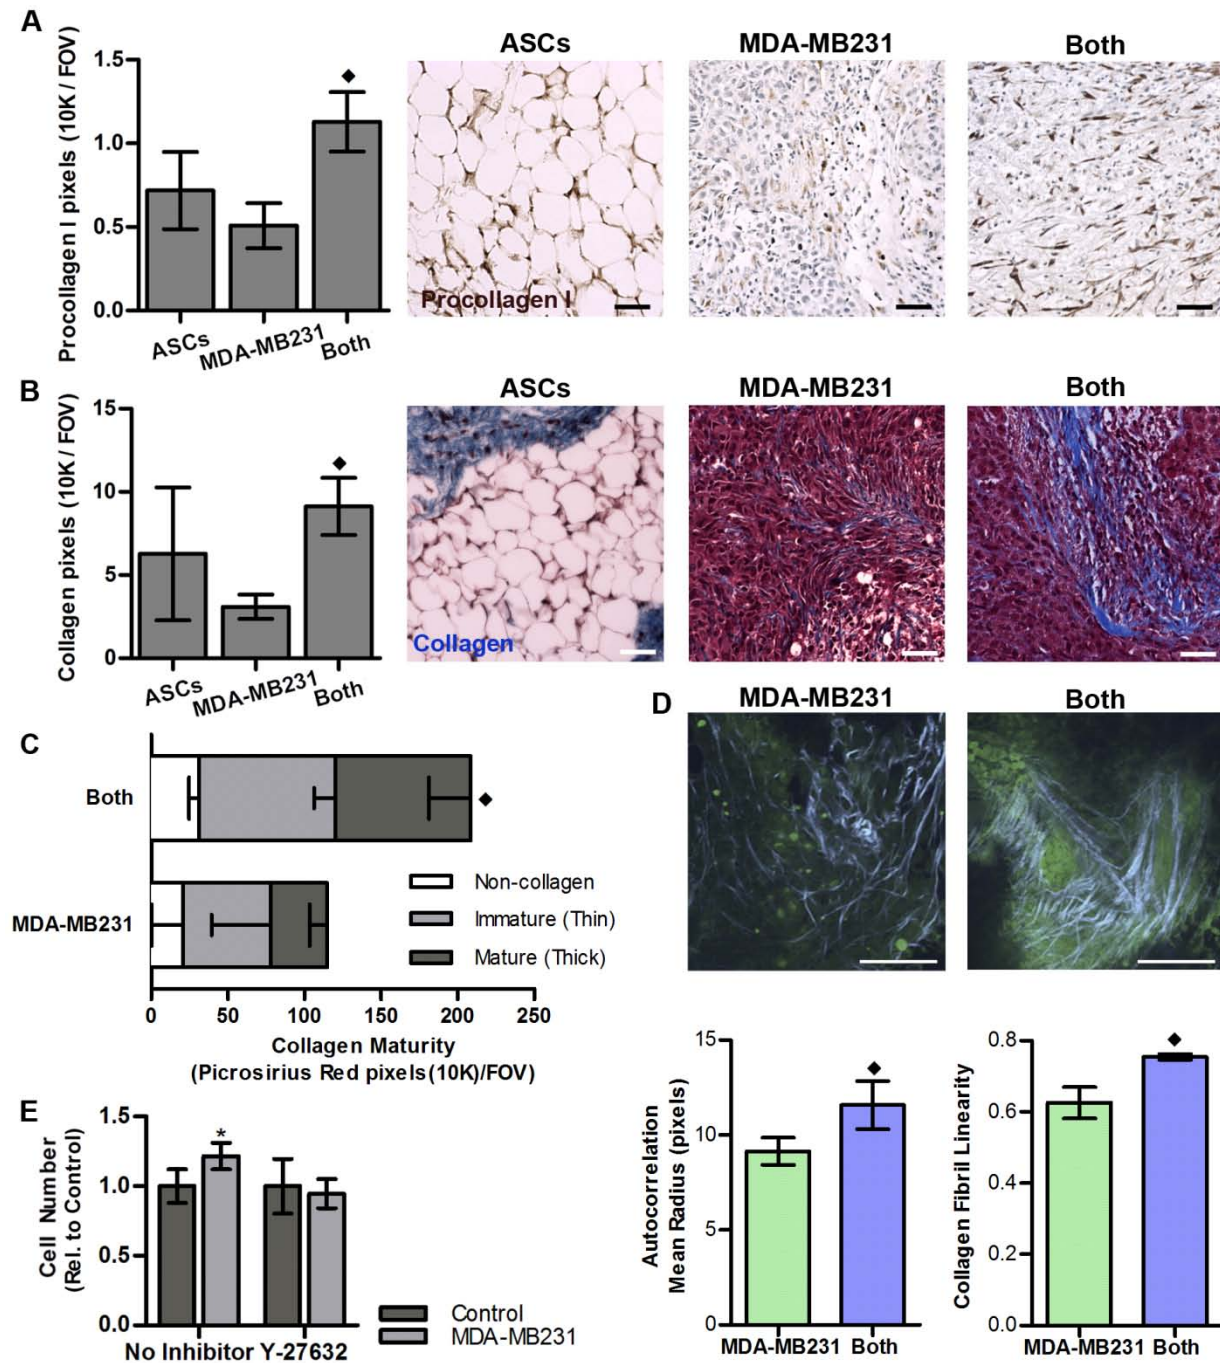 A
Procollagen I pixels (10K / FOV)
1.5
1.0
0.5
0.0
ASCs
MDA-MB231
Both
ASCs
MDA-MB231
Both
Procollagen I
B
Collagen pixels (10K / FOV)
15
10
5
0
ASCs
MDA-MB231
Both
ASCs
MDA-MB231
Both
Collagen
C
Both
MDA-MB231
Non-collagen
Immature (Thin)
Mature (Thick)
0 50 100 150 200 250
Collagen Maturity
(Picrosirius Red pixels(10K)/FOV)
D
MDA-MB231
Both
Autocorrelation
Mean Radius (pixels)
15
10
5
0
MDA-MB231 Both
Collagen Fibril Linearity
0.8
0.6
0.4
0.2
0.0
MDA-MB231 Both
E
Cell Number
(Rel. to Control)
1.5
1.0
0.5
0.0
*
No Inhibitor Y-27632
Control
MDA-MB231